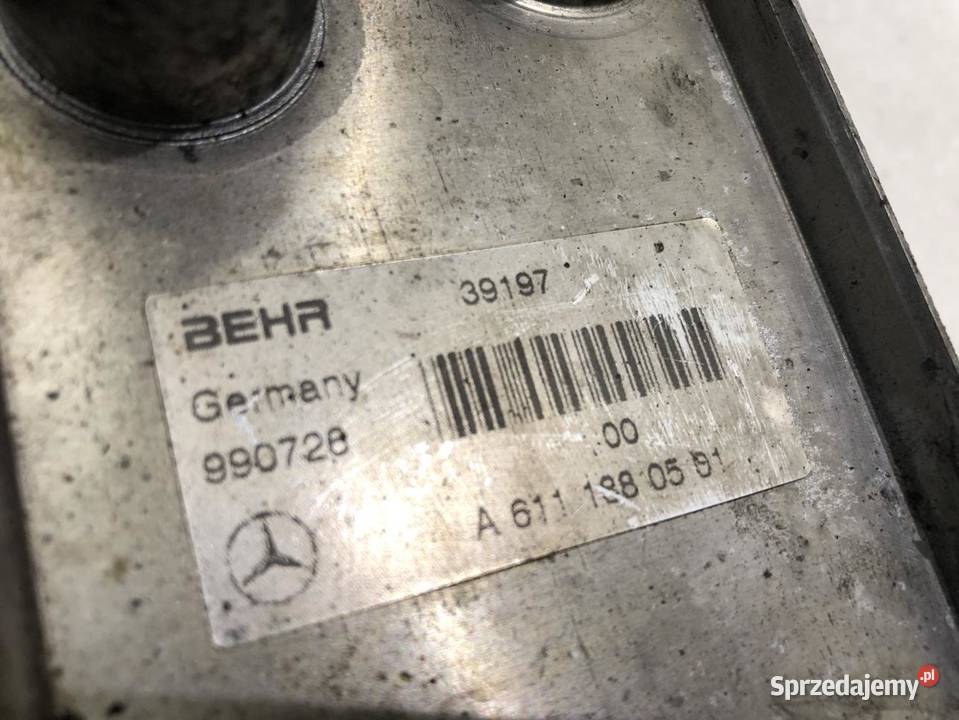 BEHR 39197
Germany
990728 00
A 611 188 05 01
Sprzedajemy.pl